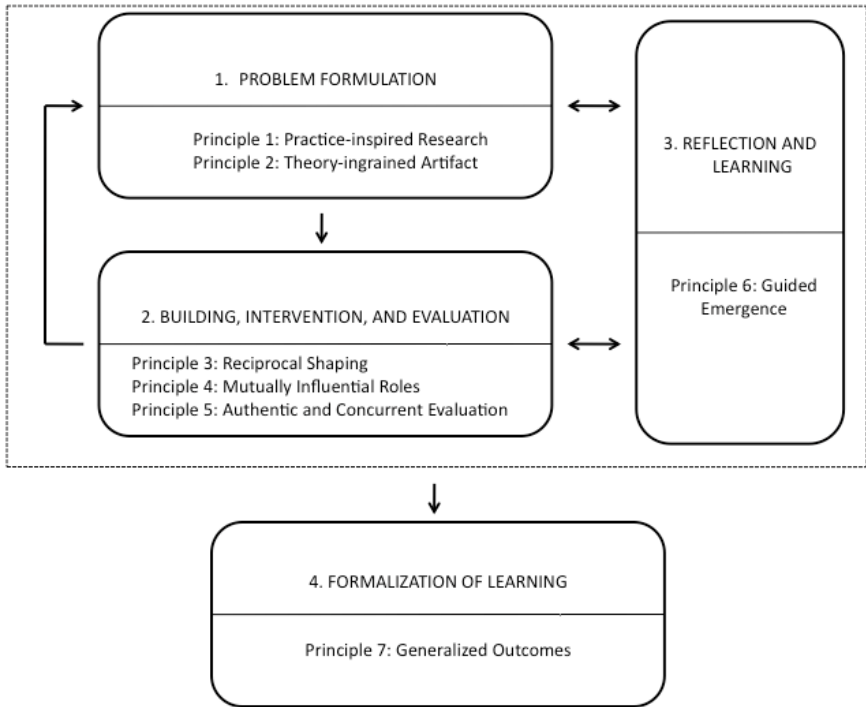 1. PROBLEM FORMULATION
Principle 1: Practice-inspired Research
Principle 2: Theory-ingrained Artifact
2. BUILDING, INTERVENTION, AND EVALUATION
Principle 3: Reciprocal Shaping
Principle 4: Mutually Influential Roles
Principle 5: Authentic and Concurrent Evaluation
3. REFLECTION AND
LEARNING
Principle 6: Guided
Emergence
4. FORMALIZATION OF LEARNING
Principle 7: Generalized Outcomes